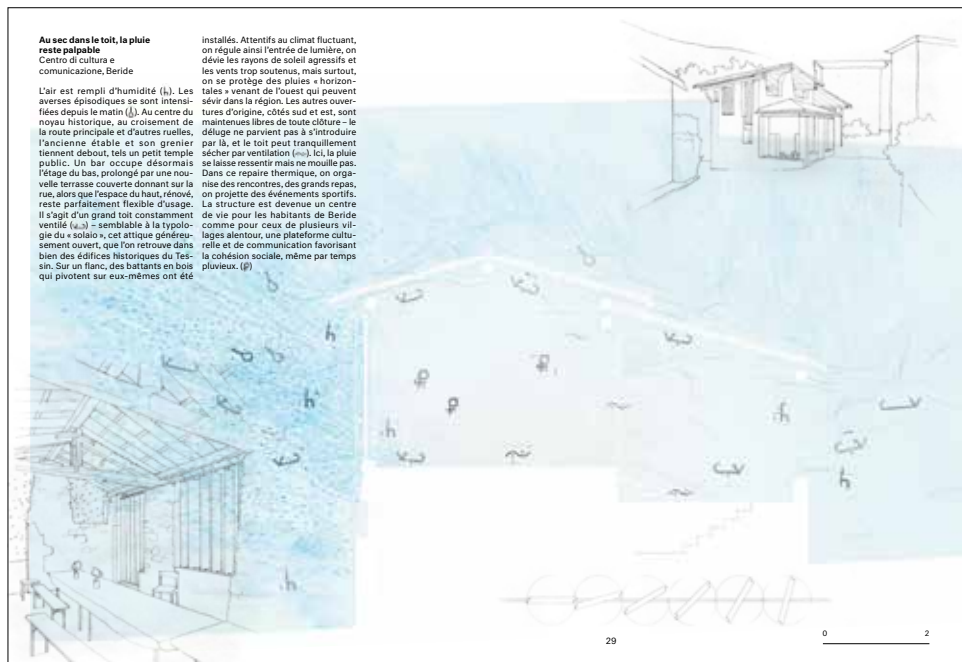 Au sec dans le toit, la pluie
reste palpable
Centro di cultura e
comunicazione, Beride
L'air est rempli d'humidité (h). Les
averses épisodiques se sont intensi-
fiées depuis le matin (). Au centre du
noyau historique, au croisement de
la route principale et d'autres ruelles,
l'ancienne étable et son grenier
tiennent debout, tels un petit temple
public. Un bar occupe désormais
l'étage du bas, prolongé par une nou-
velle terrasse couverte donnant sur la
rue, alors que l'espace du haut, rénové,
reste parfaitement flexible d'usage.
Il s'agit d'un grand toit constamment
ventilé () – semblable à la typolo-
gie du « solaio », cet attique généreu-
sement ouvert, que l'on retrouve dans
bien des édifices historiques du Tes-
sin. Sur un flanc, des battants en bois
qui pivotent sur eux-mêmes ont été
installés. Attentifs au climat fluctuant,
on régule ainsi l'entrée de lumière, on
dévie les rayons de soleil agressifs et
les vents trop soutenus, mais surtout,
on se protège des pluies « horizon-
tales » venant de l'ouest qui peuvent
sévir dans la région. Les autres ouver-
tures d'origine, côtés sud et est, sont
maintenues libres de toute clôture – le
déluge ne parvient pas à s'introduire
par là, et le toit peut tranquillement
sécher par ventilation (). Ici, la pluie
se laisse ressentir mais ne mouille pas.
Dans ce repaire thermique, on orga-
nise des rencontres, des grands repas,
on projette des événements sportifs.
La structure est devenue un centre
de vie pour les habitants de Beride
comme pour ceux de plusieurs vil-
lages alentour, une plateforme cultu-
relle et de communication favorisant
la cohésion sociale, même par temps
pluvieux. ()
29
0 2